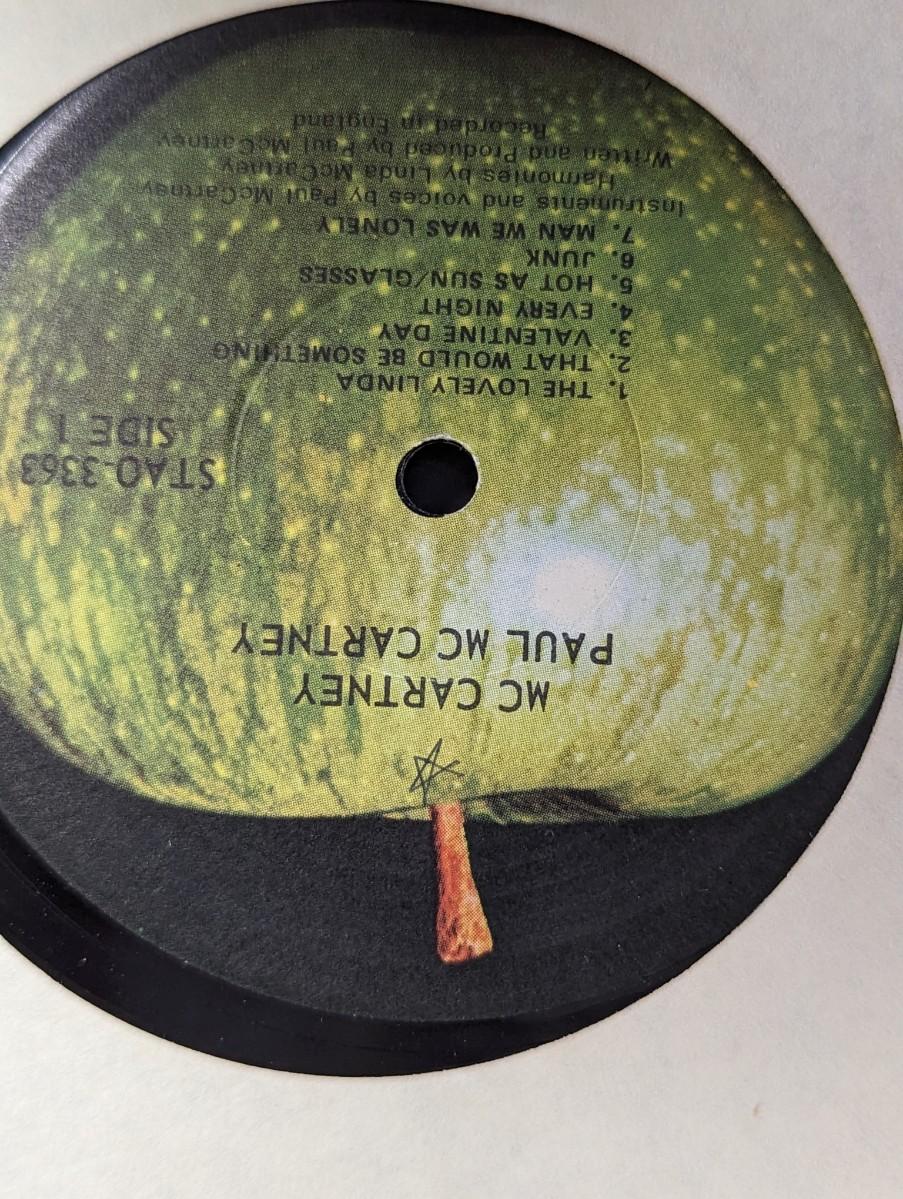 MC CARTNEY
PAUL MC CARTNEY
STAO-3363
SIDE 1
1. THE LOVELY LINDA
2. THAT WOULD BE SOMETHING
3. VALENTINE DAY
4. EVERY NIGHT
5. HOT AS SUN/GLASSES
6. JUNK
7. MAN WE WAS LONELY
Instruments and voices by Paul McCartney
Harmonies by Linda McCartney
Written and Produced by Paul McCartney
Recorded in England